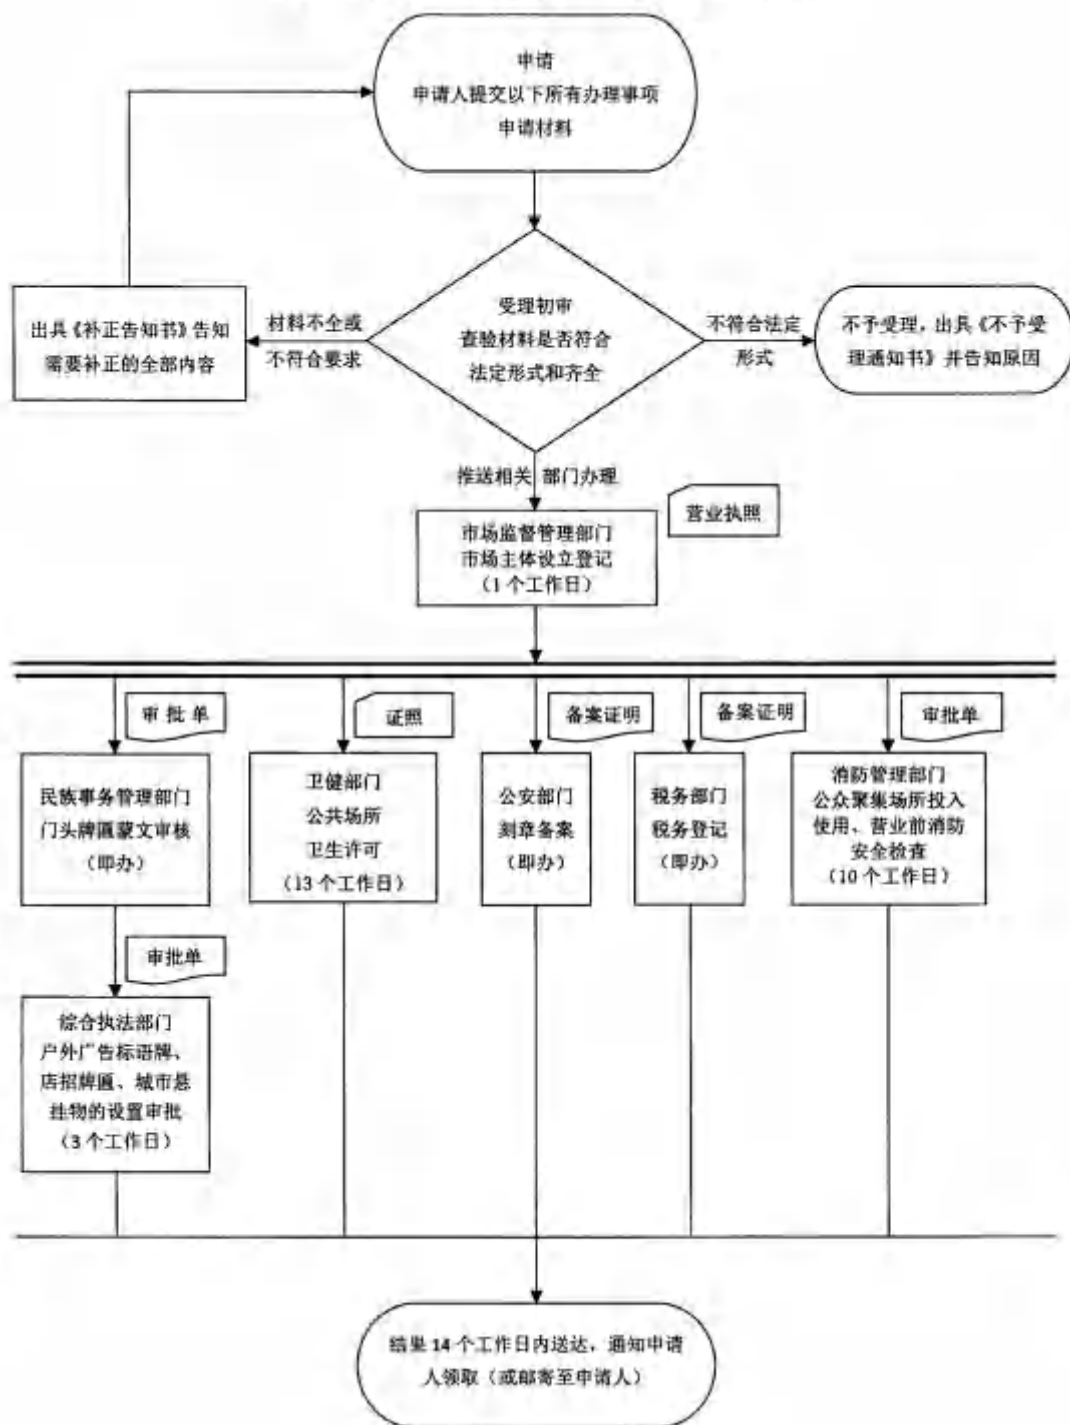 申请
申请人提交以下所有办理事项
申请材料
出具《补正告知书》告知
需要补正的全部内容
材料不全或
不符合要求
受理初审
查验材料是否符合
法定形式和齐全
不符合法定
形式
不予受理，出具《不予受
理通知书》并告知原因
推送相关 部门办理
营业执照
市场监督管理部门
市场主体设立登记
（1 个工作日）
审 批 单
证照
备案证明
备案证明
审批单
民族事务管理部门
门头牌匾蒙文审核
（即办）
卫健部门
公共场所
卫生许可
（13 个工作日）
公安部门
刻章备案
（即办）
税务部门
税务登记
（即办）
消防管理部门
公众聚集场所投入
使用、营业前消防
安全检查
（10 个工作日）
审批单
综合执法部门
户外广告标语牌、
店招牌匾、城市悬
挂物的设置审批
（3 个工作日）
结果 14 个工作日内送达，通知申请
人领取（或邮寄至申请人）